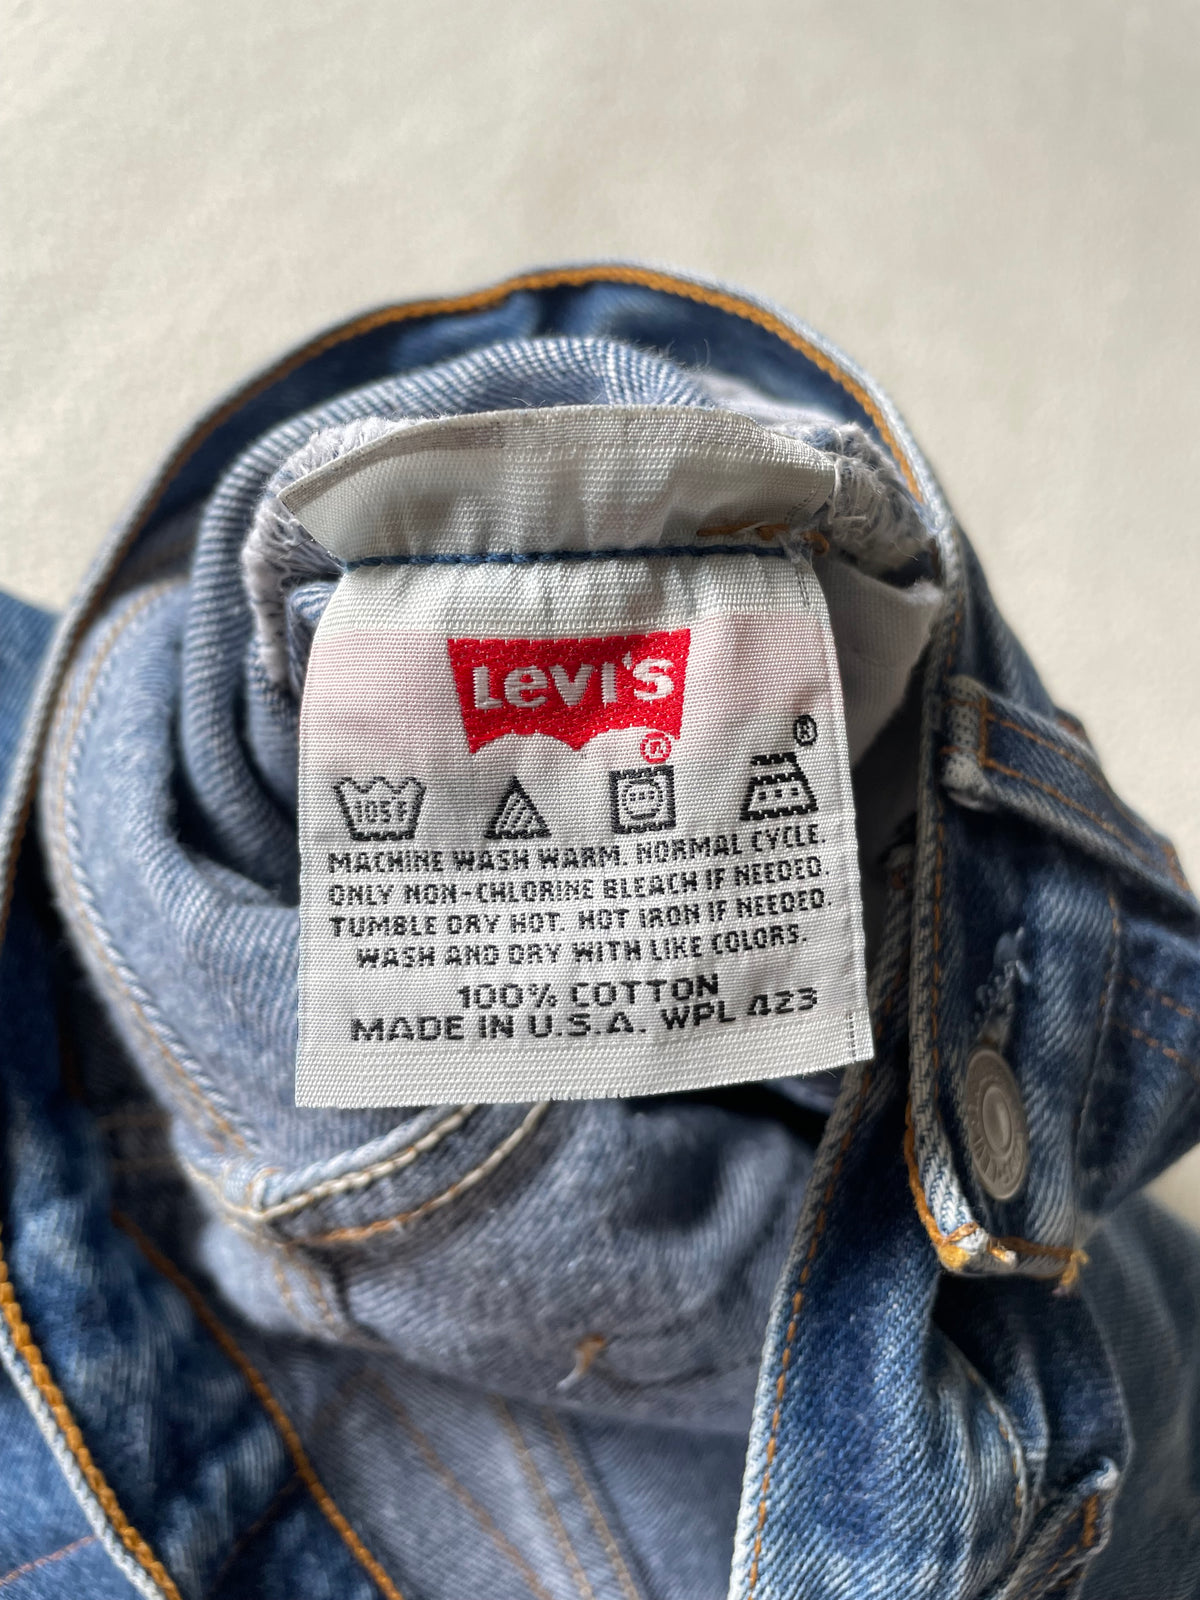 Levi's
®
®
105F
MACHINE WASH WARM. NORMAL CYCLE.
ONLY NON-CHLORINE BLEACH IF NEEDED.
TUMBLE DRY HOT. HOT IRON IF NEEDED.
WASH AND DRY WITH LIKE COLORS.
100% COTTON
MADE IN U.S.A. WPL 423